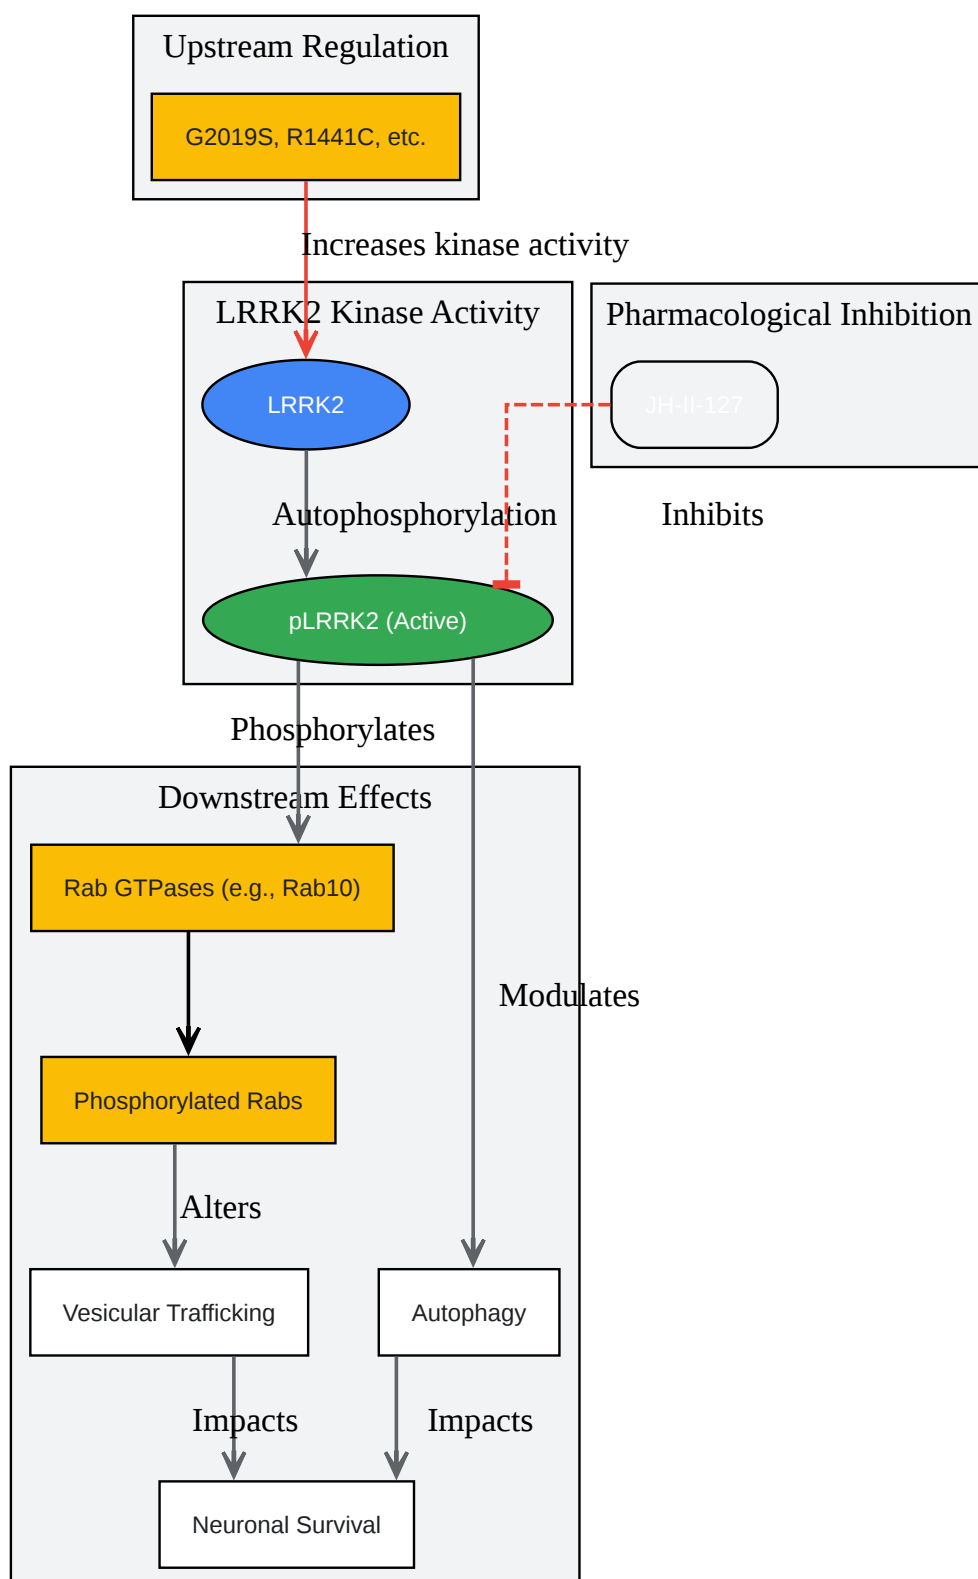 Upstream Regulation
G2019S, R1441C, etc.
Increases kinase activity
LRRK2 Kinase Activity
Pharmacological Inhibition
LRRK2
JH-II-127
Autophosphorylation
Inhibits
pLRRK2 (Active)
Phosphorylates
Downstream Effects
Rab GTPases (e.g., Rab10)
Modulates
Phosphorylated Rabs
Alters
Vesicular Trafficking
Autophagy
Impacts
Impacts
Neuronal Survival